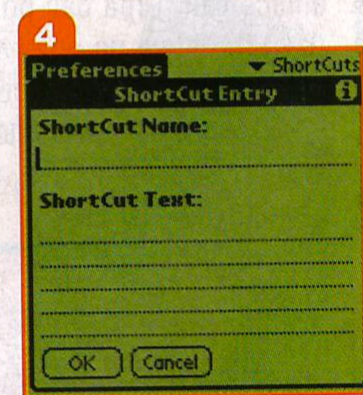 4
Preferences ShortCuts
ShortCut Entry
ShortCut Name:
ShortCut Text:
OK Cancel